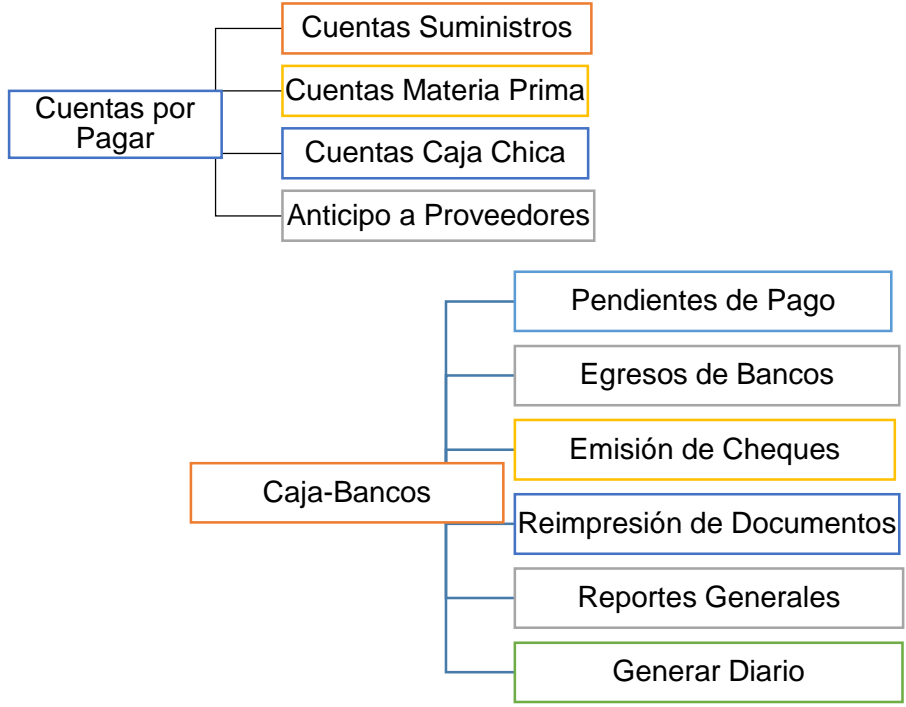 Cuentas por
Pagar
Cuentas Suministros
Cuentas Materia Prima
Cuentas Caja Chica
Anticipo a Proveedores
Caja-Bancos
Pendientes de Pago
Egresos de Bancos
Emisión de Cheques
Reimpresión de Documentos
Reportes Generales
Generar Diario